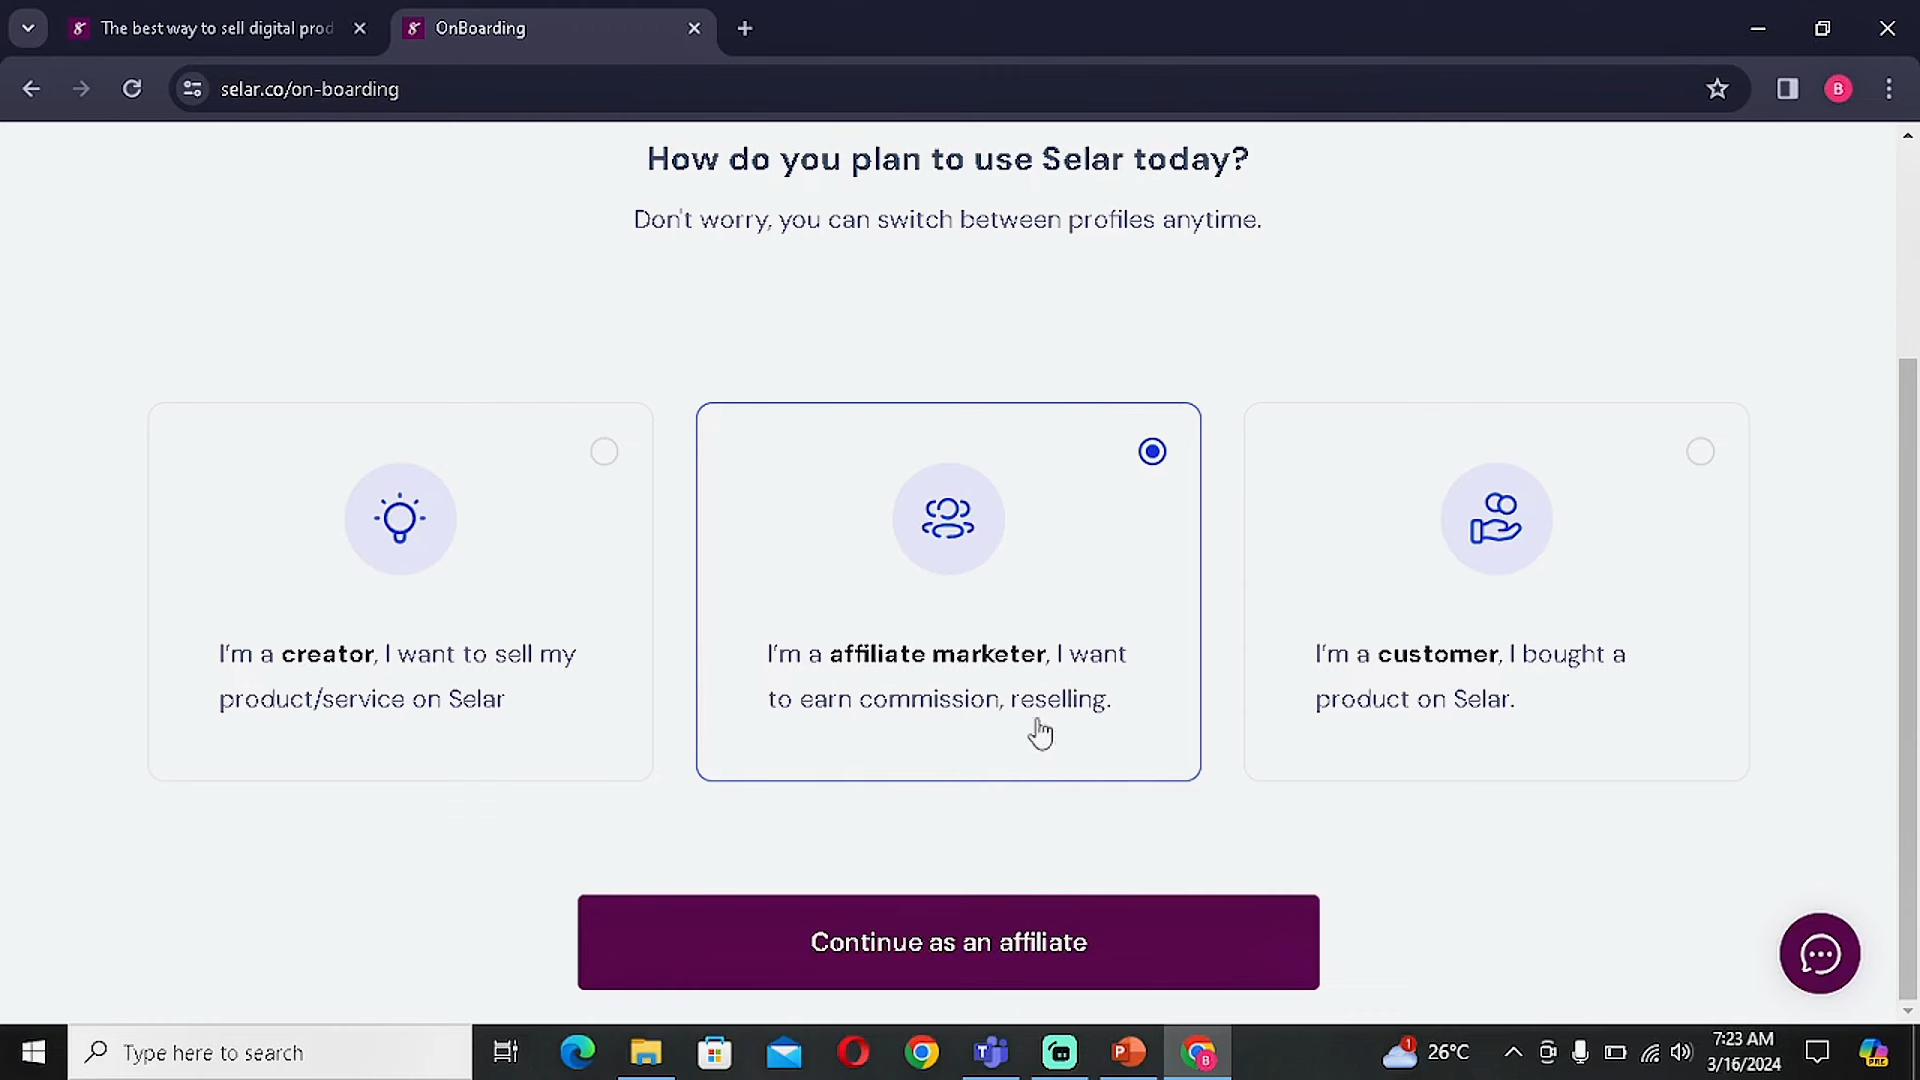 The best way to sell digital prod
OnBoarding
selar.co/on-boarding
B
How do you plan to use Selar today?
Don't worry, you can switch between profiles anytime.
I'm a creator, I want to sell my
product/service on Selar
I'm a affiliate marketer, I want
to earn commission, reselling.
I'm a customer, I bought a
product on Selar.
Continue as an affiliate
Type here to search
1
26°C
7:23 AM
3/16/2024